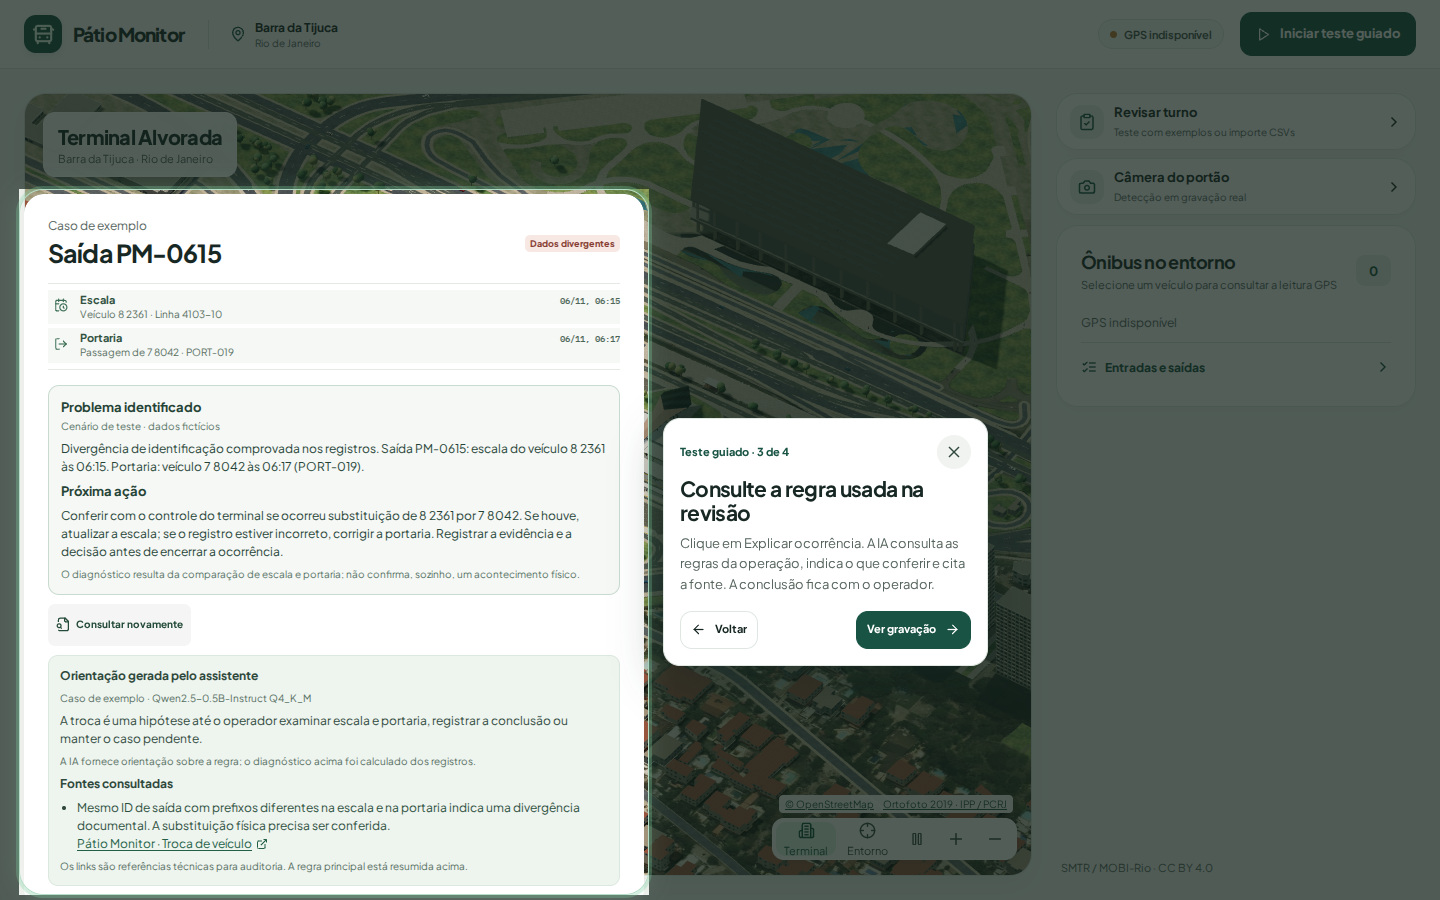 Pátio Monitor
Barra da Tijuca
Rio de Janeiro
GPS indisponível
Iniciar teste guiado
Terminal Alvorada
Barra da Tijuca · Rio de Janeiro
Revisar turno
Teste com exemplos ou importe CSVs
Câmera do portão
Detecção em gravação real
Ônibus no entorno
0
Selecione um veículo para consultar a leitura GPS
GPS indisponível
Entradas e saídas
Caso de exemplo
Saída PM-0615
Dados divergentes
Escala
06/11, 06:15
Veículo 8 2361 · Linha 4103-10
Portaria
06/11, 06:17
Passagem de 7 8042 · PORT-019
Problema identificado
Cenário de teste · dados fictícios
Divergência de identificação comprovada nos registros. Saída PM-0615: escala do veículo 8 2361
às 06:15. Portaria: veículo 7 8042 às 06:17 (PORT-019).
Próxima ação
Conferir com o controle do terminal se ocorreu substituição de 8 2361 por 7 8042. Se houve,
atualizar a escala; se o registro estiver incorreto, corrigir a portaria. Registrar a evidência e a
decisão antes de encerrar a ocorrência.
O diagnóstico resulta da comparação de escala e portaria; não confirma, sozinho, um acontecimento físico.
Consultar novamente
Orientação gerada pelo assistente
Caso de exemplo · Qwen2.5-0.5B-Instruct Q4_K_M
A troca é uma hipótese até o operador examinar escala e portaria, registrar a conclusão ou
manter o caso pendente.
A IA fornece orientação sobre a regra; o diagnóstico acima foi calculado dos registros.
Fontes consultadas
• Mesmo ID de saída com prefixos diferentes na escala e na portaria indica uma divergência
documental. A substituição física precisa ser conferida.
Pátio Monitor · Troca de veículo
Os links são referências técnicas para auditoria. A regra principal está resumida acima.
Teste guiado · 3 de 4
Consulte a regra usada na
revisão
Clique em Explicar ocorrência. A IA consulta as
regras da operação, indica o que conferir e cita
a fonte. A conclusão fica com o operador.
Voltar
Ver gravação
© OpenStreetMap Ortofoto 2019 · IPP / PCRJ
Terminal
Entorno
SMTR / MOBI-Rio · CC BY 4.0